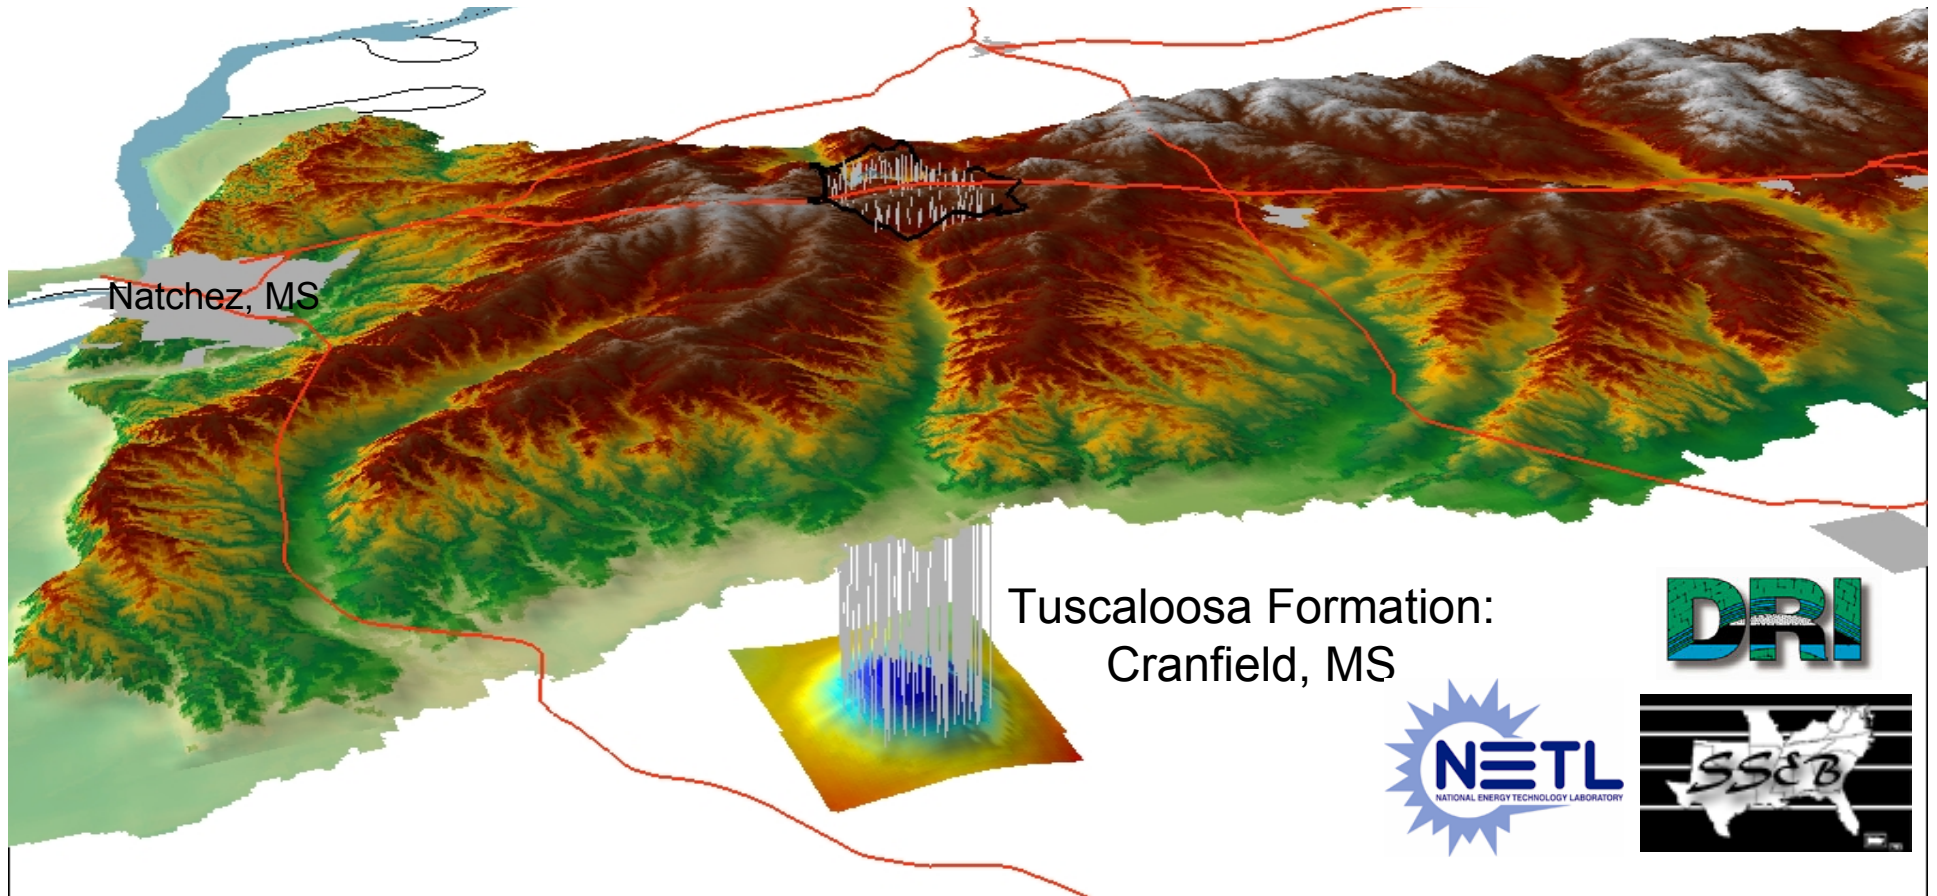 Natchez, MS
Tuscaloosa Formation:
Cranfield, MS
DRI
NETL
NATIONAL ENERGY TECHNOLOGY LABORATORY
SSEB